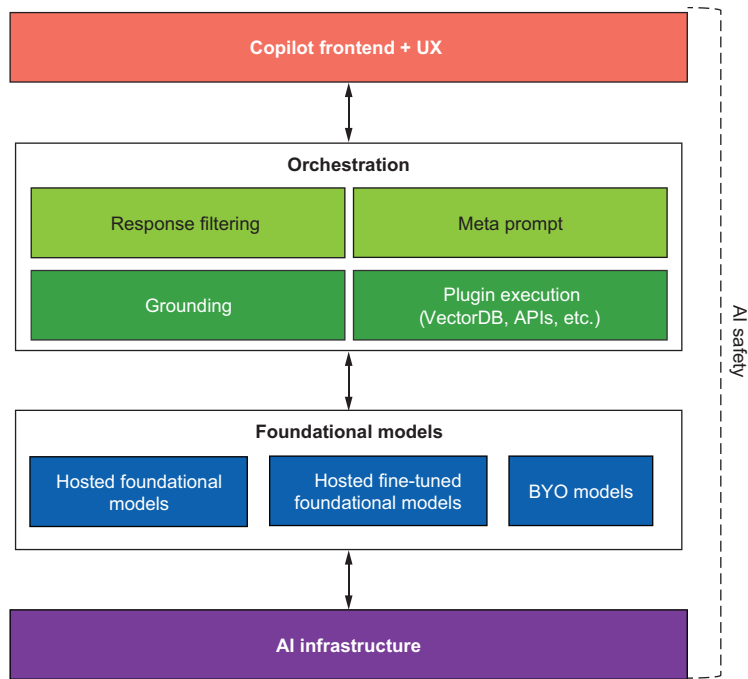 Copilot frontend + UX
Orchestration
Response filtering
Meta prompt
Grounding
Plugin execution
(VectorDB, APIs, etc.)
AI safety
Foundational models
Hosted foundational
models
Hosted fine-tuned
foundational models
BYO models
AI infrastructure